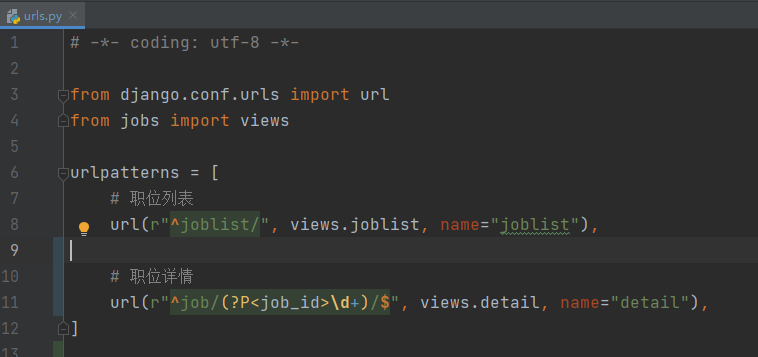 urls.py
1 # -*- coding: utf-8 -*-
2
3 from django.conf.urls import url
4 from jobs import views
5
6 urlpatterns = [
7 # 职位列表
8 url(r"^joblist/", views.joblist, name="joblist"),
9
10 # 职位详情
11 url(r"^job/(?P<job_id>\d+)/$", views.detail, name="detail"),
12 ]
13